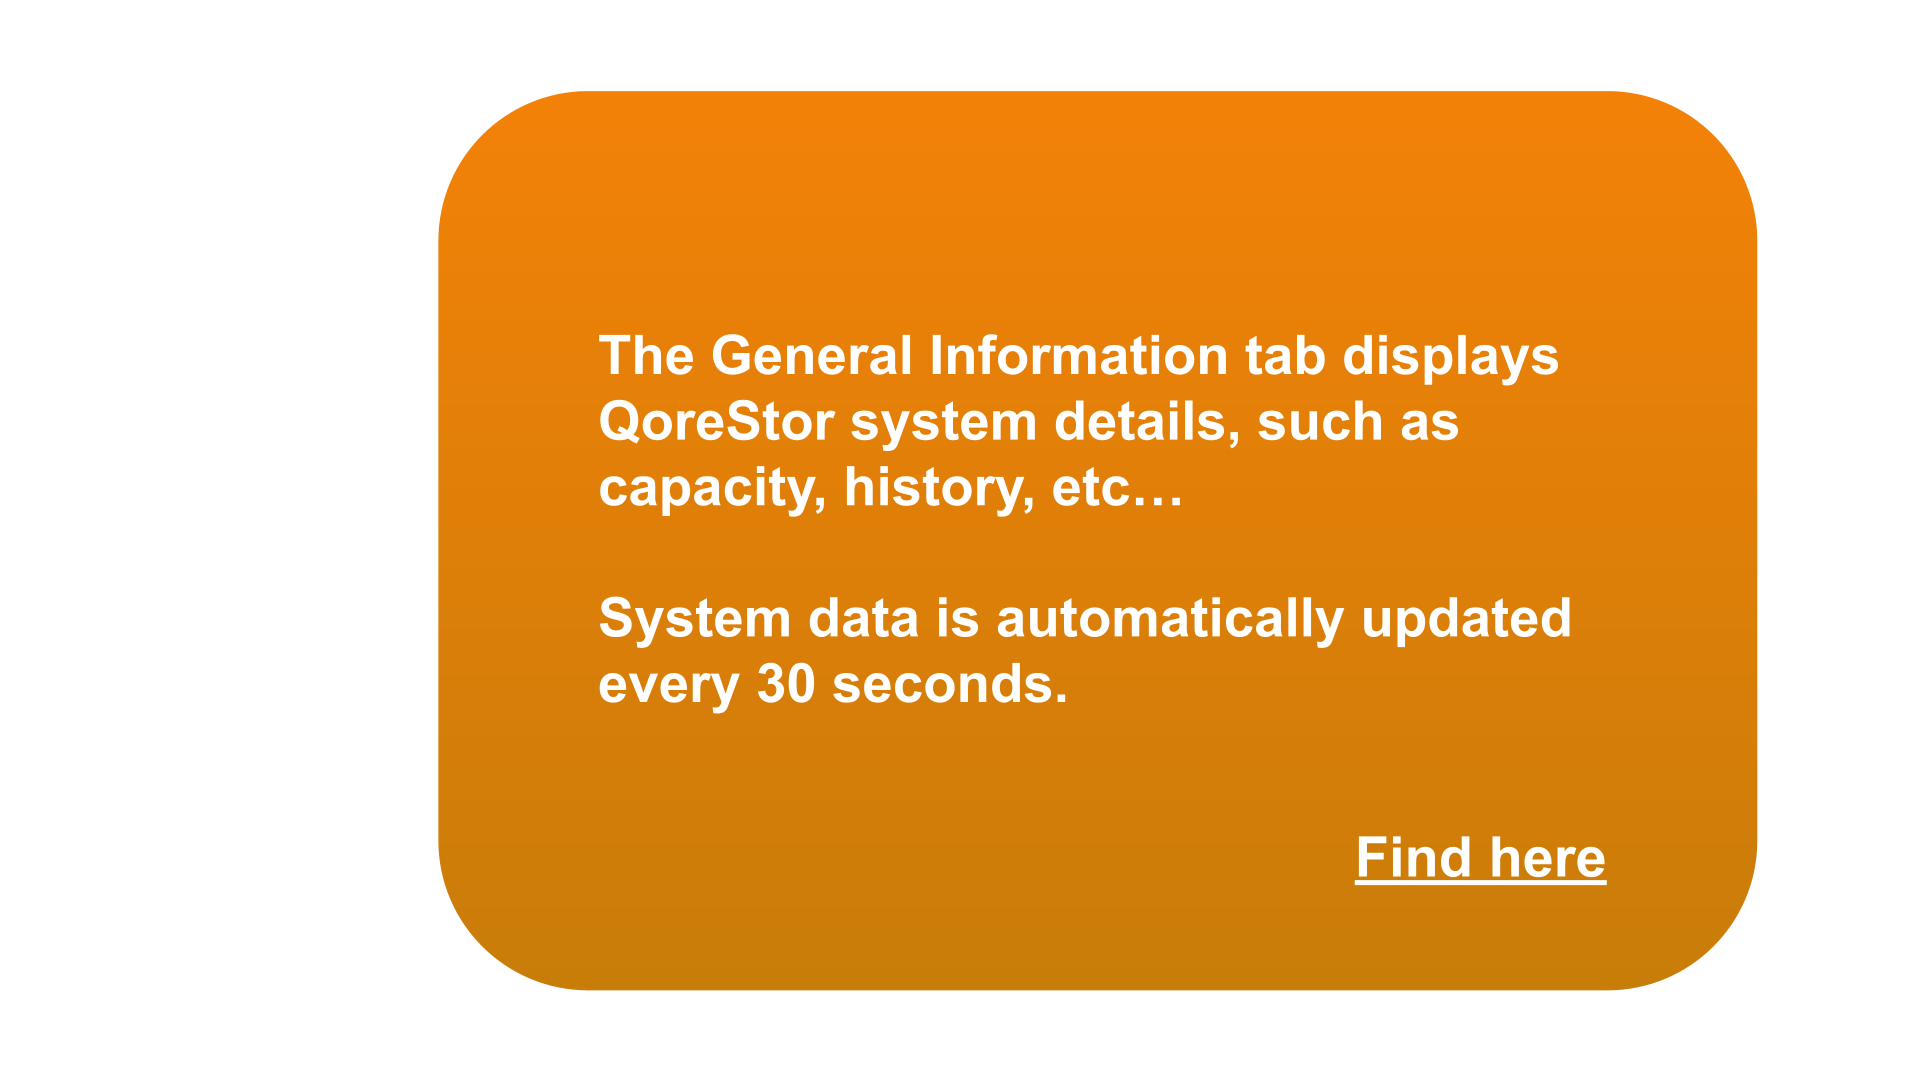 The General Information tab displays
QoreStor system details, such as
capacity, history, etc…
System data is automatically updated
every 30 seconds.
Find here